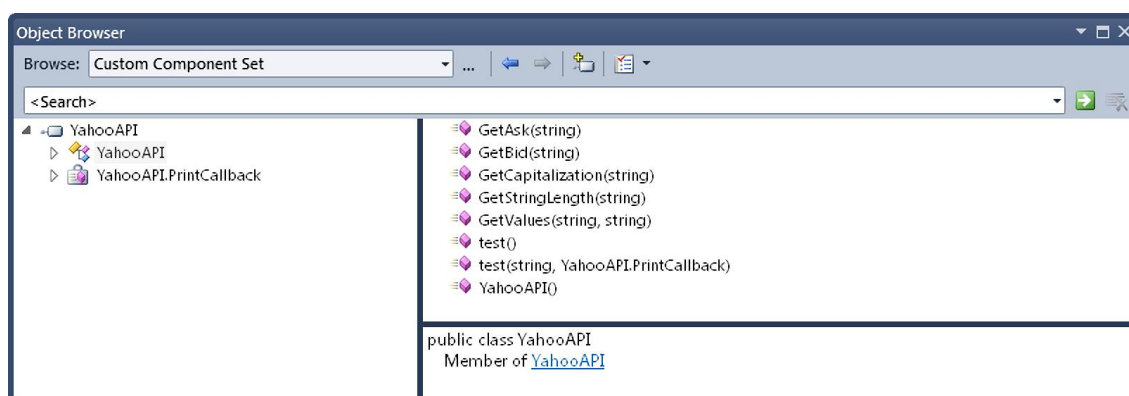 Object Browser
Browse: Custom Component Set ...
<Search>
YahooAPI
YahooAPI
YahooAPI.PrintCallback
GetAsk(string)
GetBid(string)
GetCapitalization(string)
GetStringLength(string)
GetValues(string, string)
test()
test(string, YahooAPI.PrintCallback)
YahooAPI()
public class YahooAPI
Member of YahooAPI